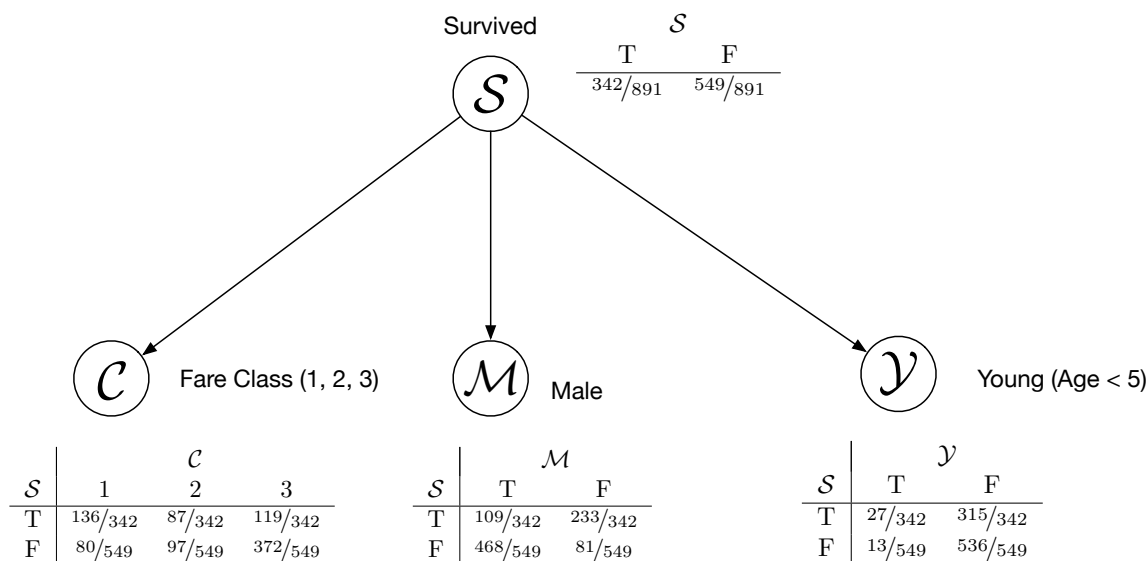 Survived
𝒮
T F
𝒮
342/891 549/891
𝒞 Fare Class (1, 2, 3)
ℳ Male
𝒴 Young (Age < 5)
𝒞
𝒮 1 2 3
T 136/342 87/342 119/342
F 80/549 97/549 372/549
ℳ
𝒮 T F
T 109/342 233/342
F 468/549 81/549
𝒴
𝒮 T F
T 27/342 315/342
F 13/549 536/549